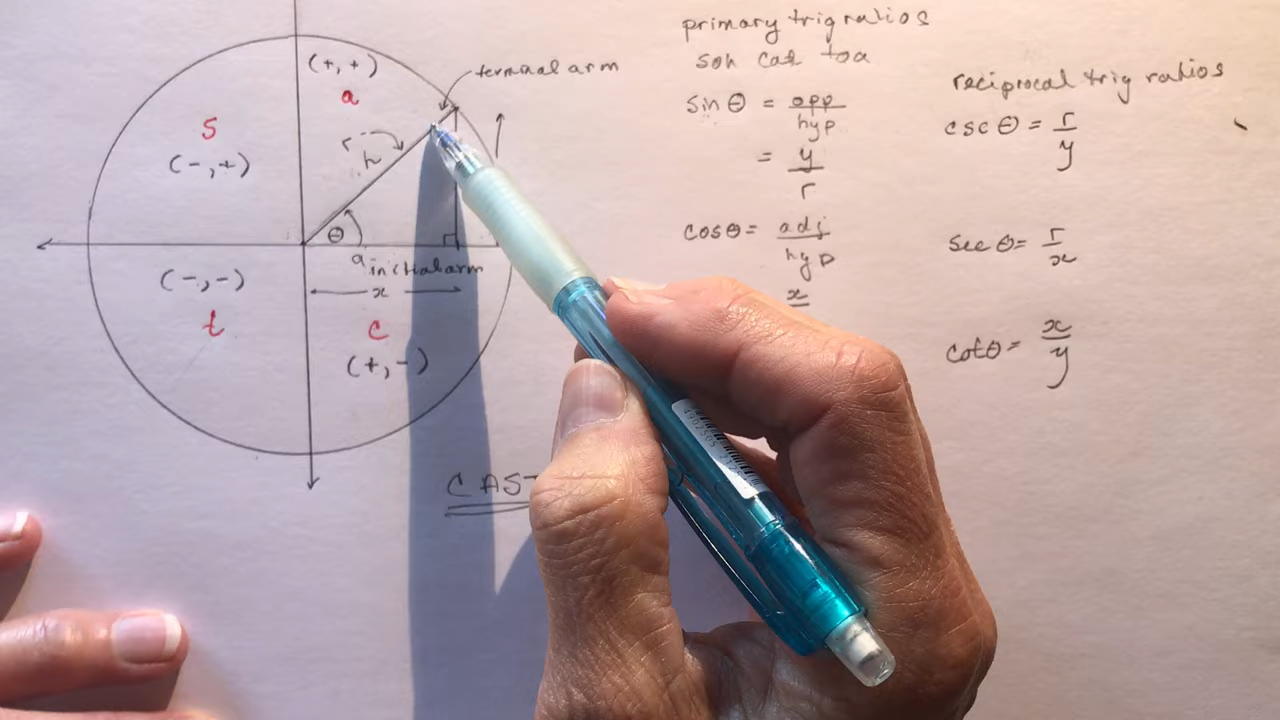 (+, +)
a
terminal arm
s
(-, +)
r
h
θ
a
initial arm
x
(-, -)
t
c
(+, -)
CAST
primary trig ratios
soh cah toa
sin θ = opp
hyp
= y
r
cos θ = adj
hyp
x
reciprocal trig ratios
csc θ = r
y
sec θ = r
x
cot θ = x
y